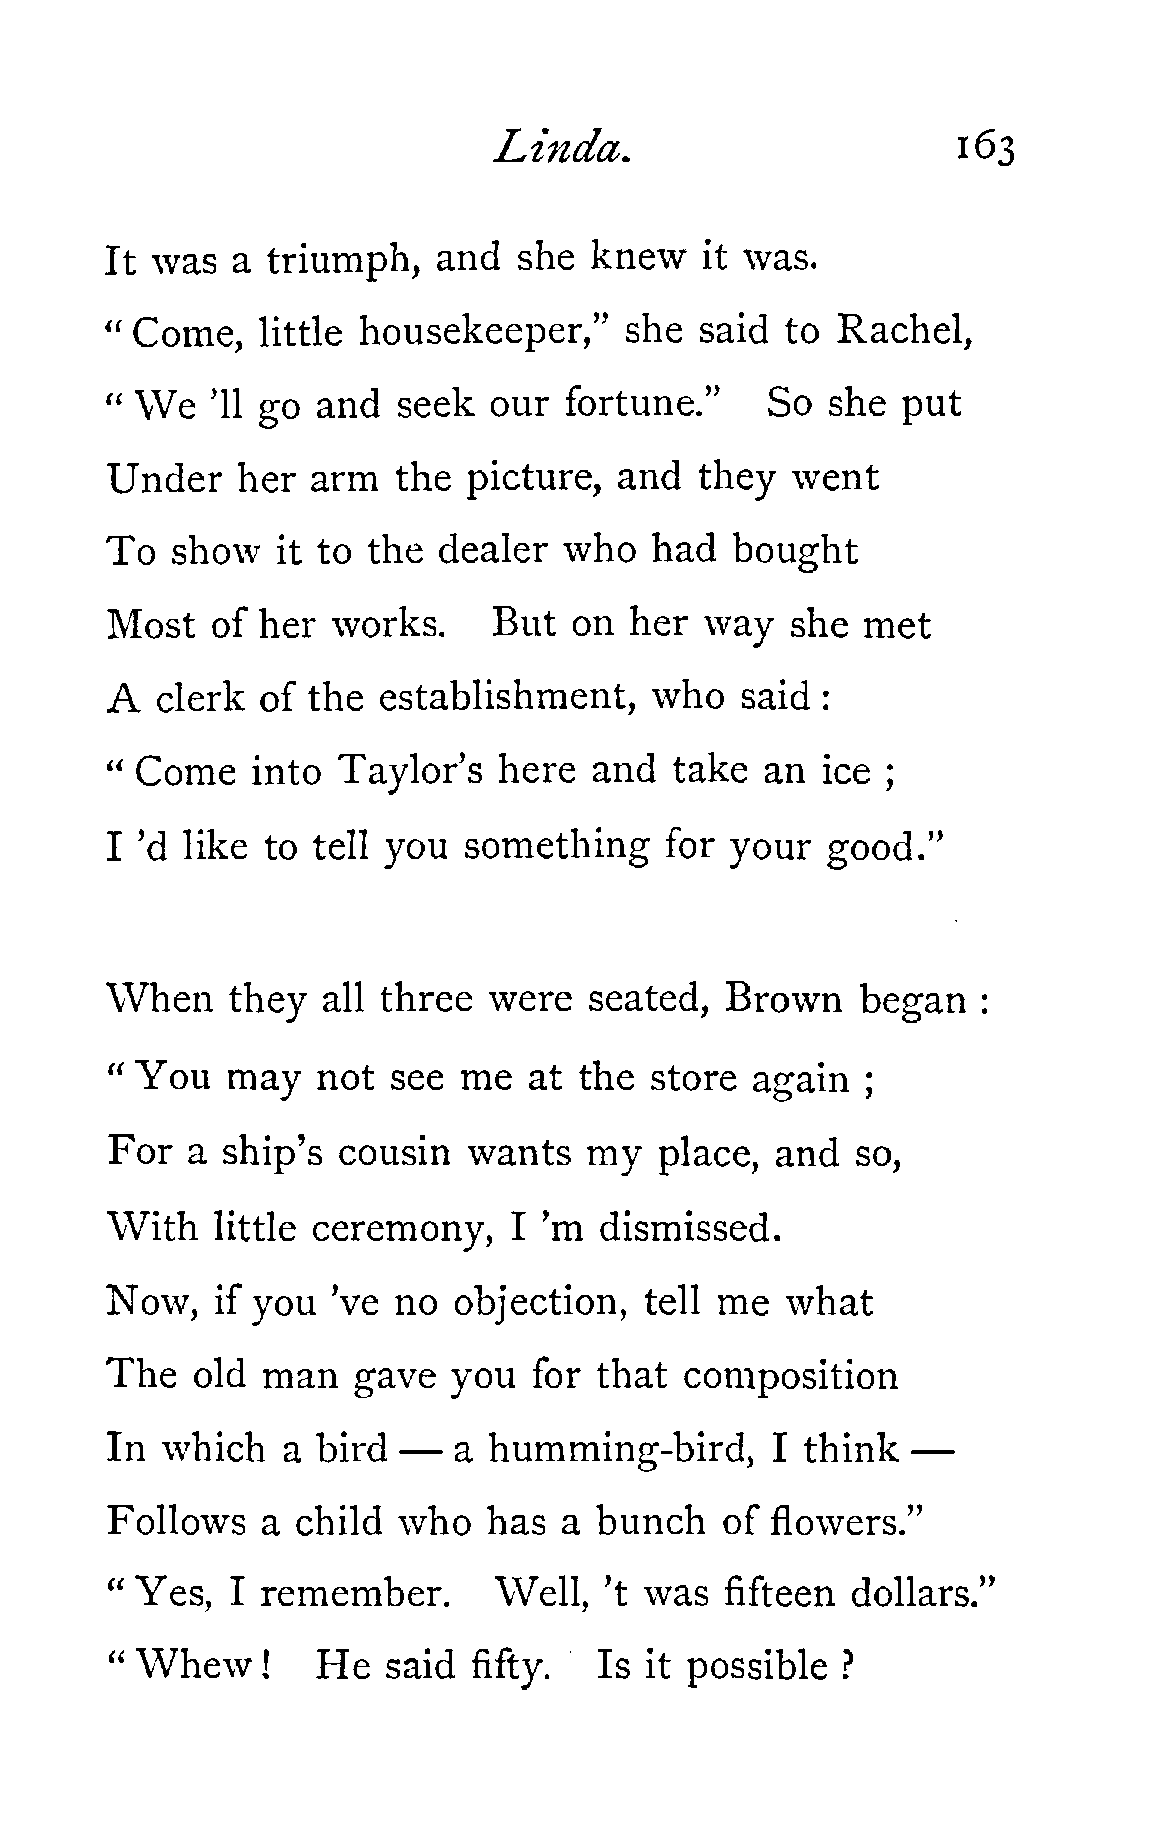 Linda. 163
It was a triumph, and she knew it was.
“Come, little housekeeper,” she said to Rachel,
“We 'll go and seek our fortune.” So she put
Under her arm the picture, and they went
To show it to the dealer who had bought
Most of her works. But on her way she met
A clerk of the establishment, who said :
“Come into Taylor's here and take an ice ;
I 'd like to tell you something for your good.”
When they all three were seated, Brown began :
“You may not see me at the store again ;
For a ship's cousin wants my place, and so,
With little ceremony, I 'm dismissed.
Now, if you 've no objection, tell me what
The old man gave you for that composition
In which a bird — a humming-bird, I think —
Follows a child who has a bunch of flowers.”
“Yes, I remember. Well, 't was fifteen dollars.”
“Whew! He said fifty. Is it possible ?